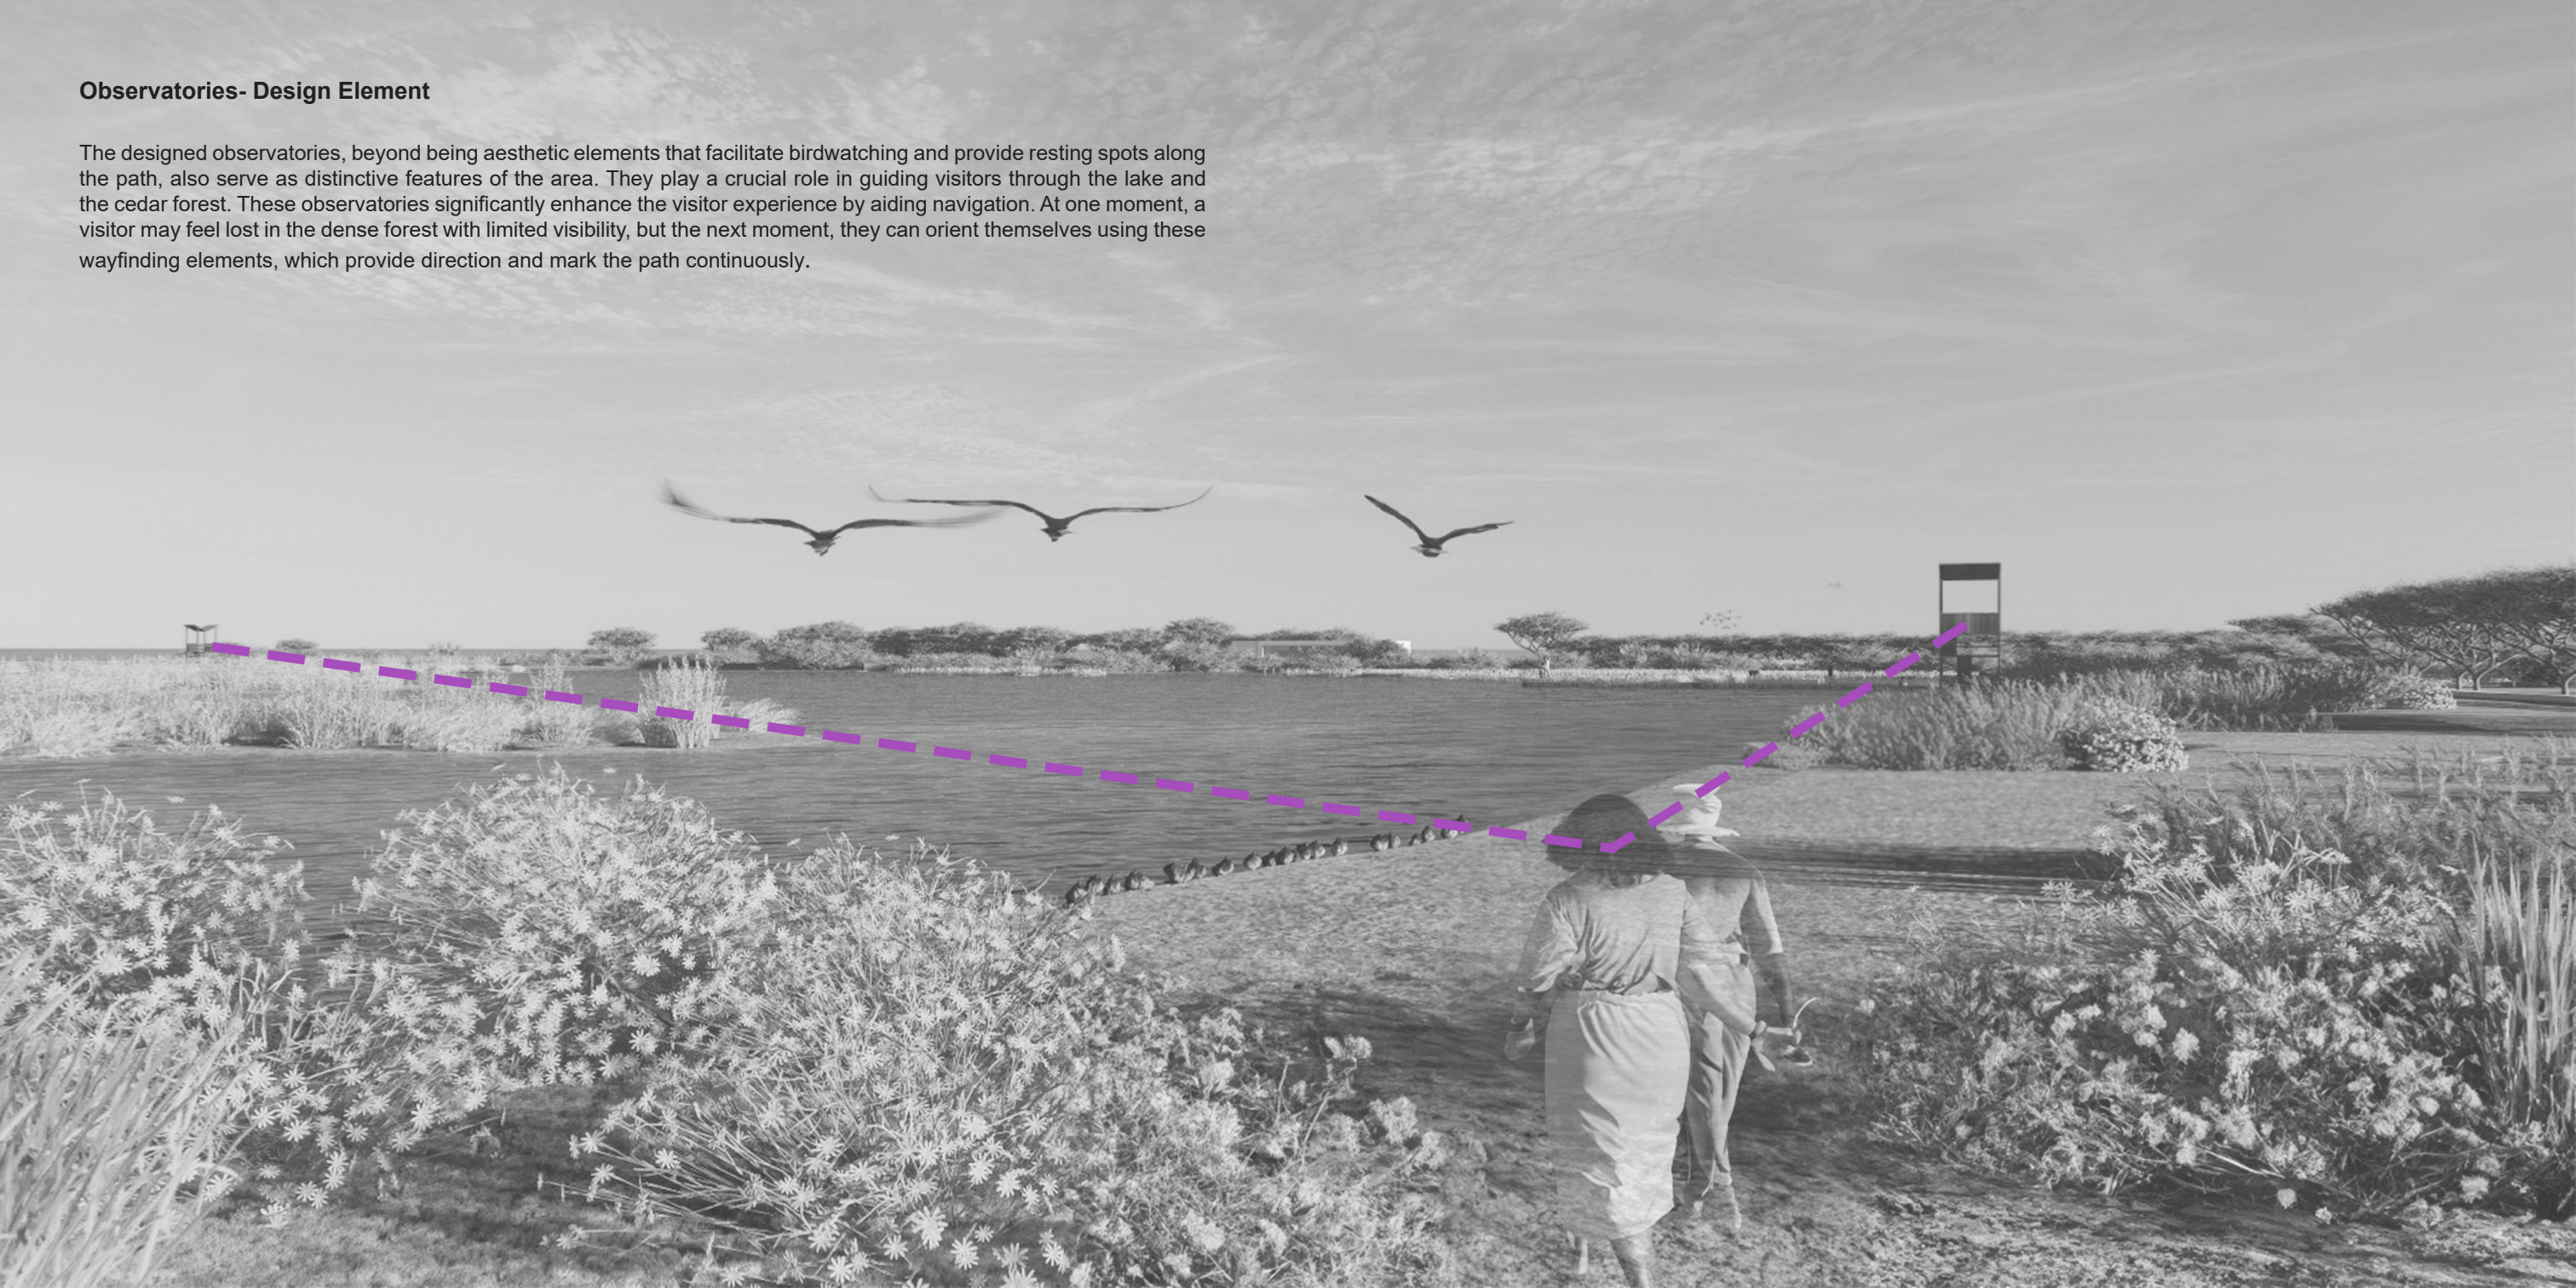 Observatories- Design Element
The designed observatories, beyond being aesthetic elements that facilitate birdwatching and provide resting spots along
the path, also serve as distinctive features of the area. They play a crucial role in guiding visitors through the lake and
the cedar forest. These observatories significantly enhance the visitor experience by aiding navigation. At one moment, a
visitor may feel lost in the dense forest with limited visibility, but the next moment, they can orient themselves using these
wayfinding elements, which provide direction and mark the path continuously.